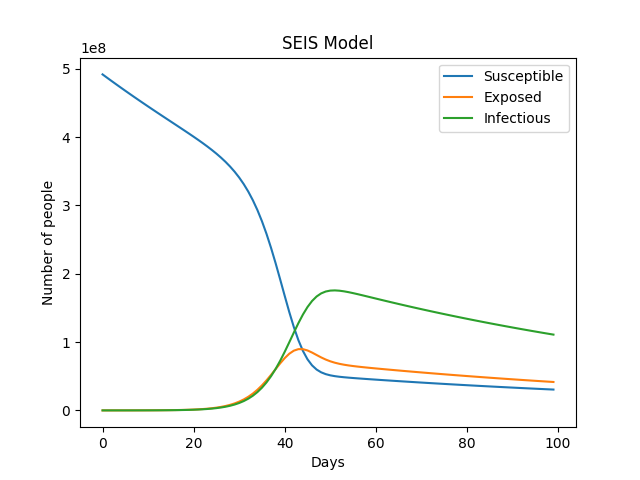 SEIS Model
1e8
5
4
3
2
1
0
Number of people
Susceptible
Exposed
Infectious
0 20 40 60 80 100
Days